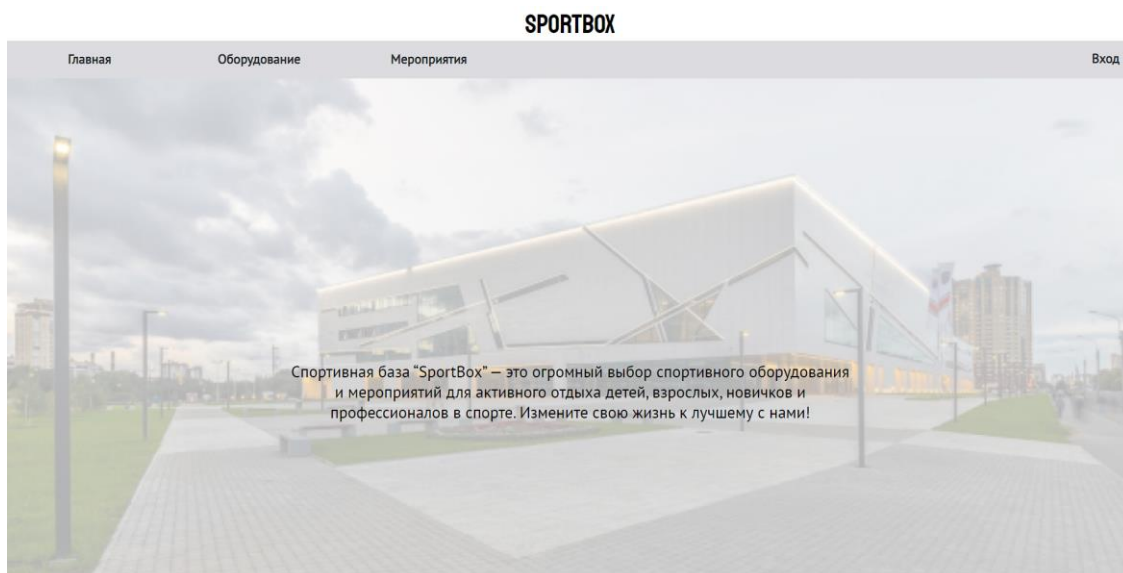 SPORTBOX
Главная Оборудование Мероприятия Вход
Спортивная база “SportBox” – это огромный выбор спортивного оборудования
и мероприятий для активного отдыха детей, взрослых, новичков и
профессионалов в спорте. Измените свою жизнь к лучшему с нами!